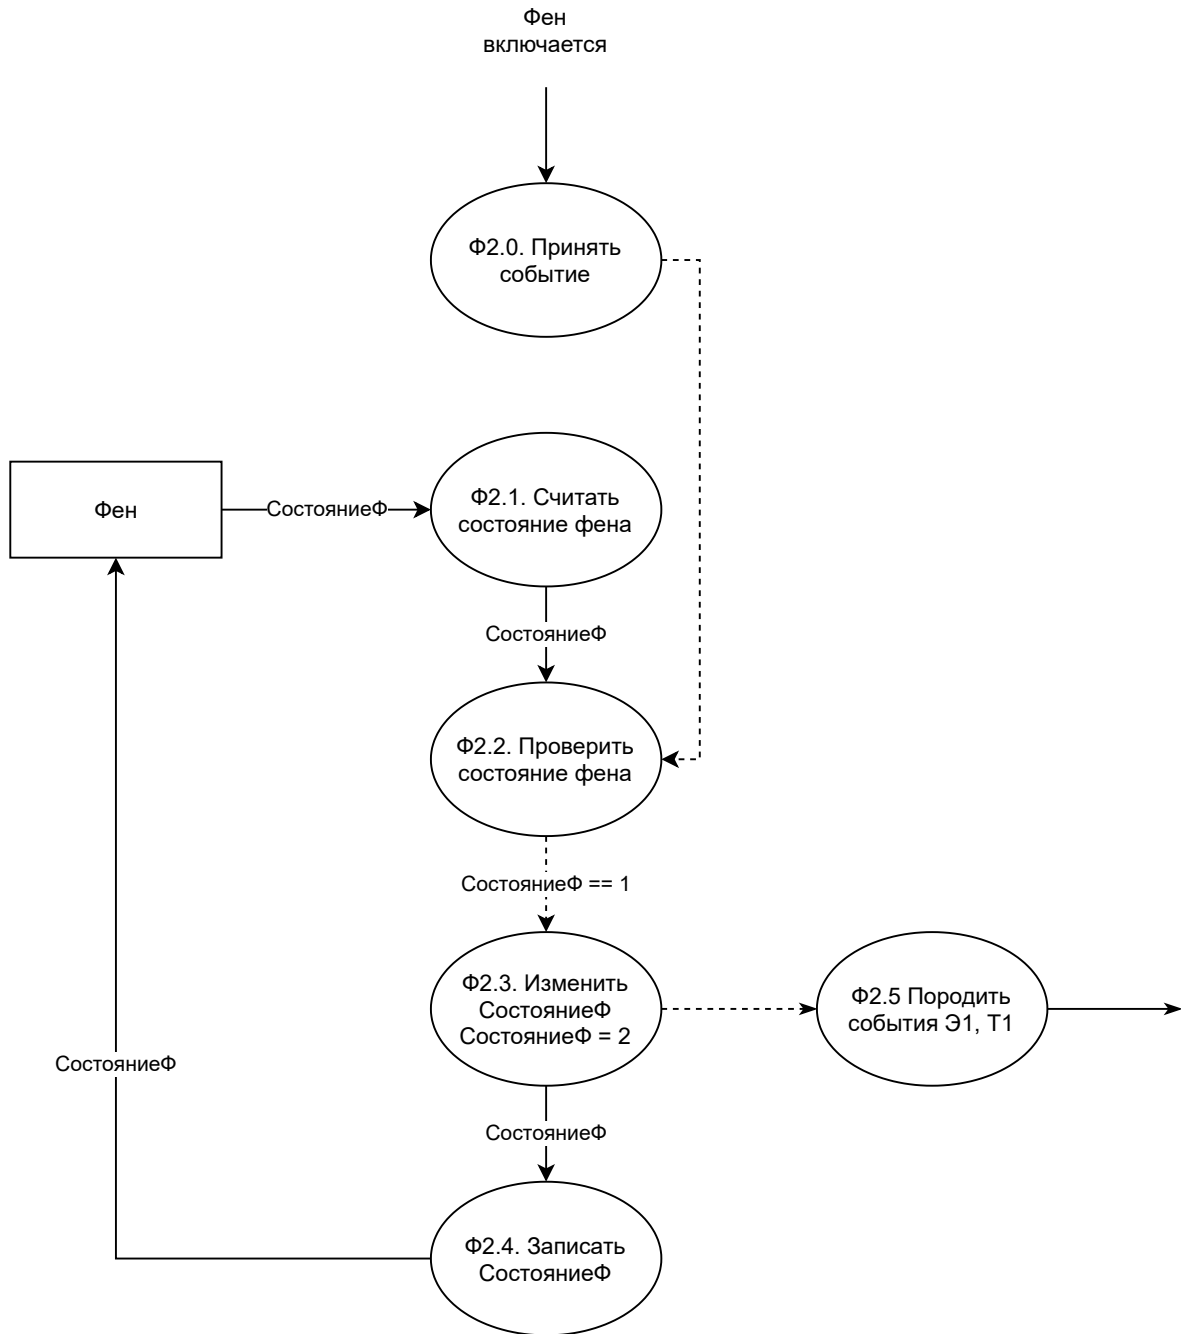 Фен
включается
Ф2.0. Принять
событие
Фен
СостояниеФ
Ф2.1. Считать
состояние фена
СостояниеФ
Ф2.2. Проверить
состояние фена
СостояниеФ == 1
Ф2.3. Изменить
СостояниеФ
СостояниеФ = 2
Ф2.5 Породить
события Э1, Т1
СостояниеФ
СостояниеФ
Ф2.4. Записать
СостояниеФ